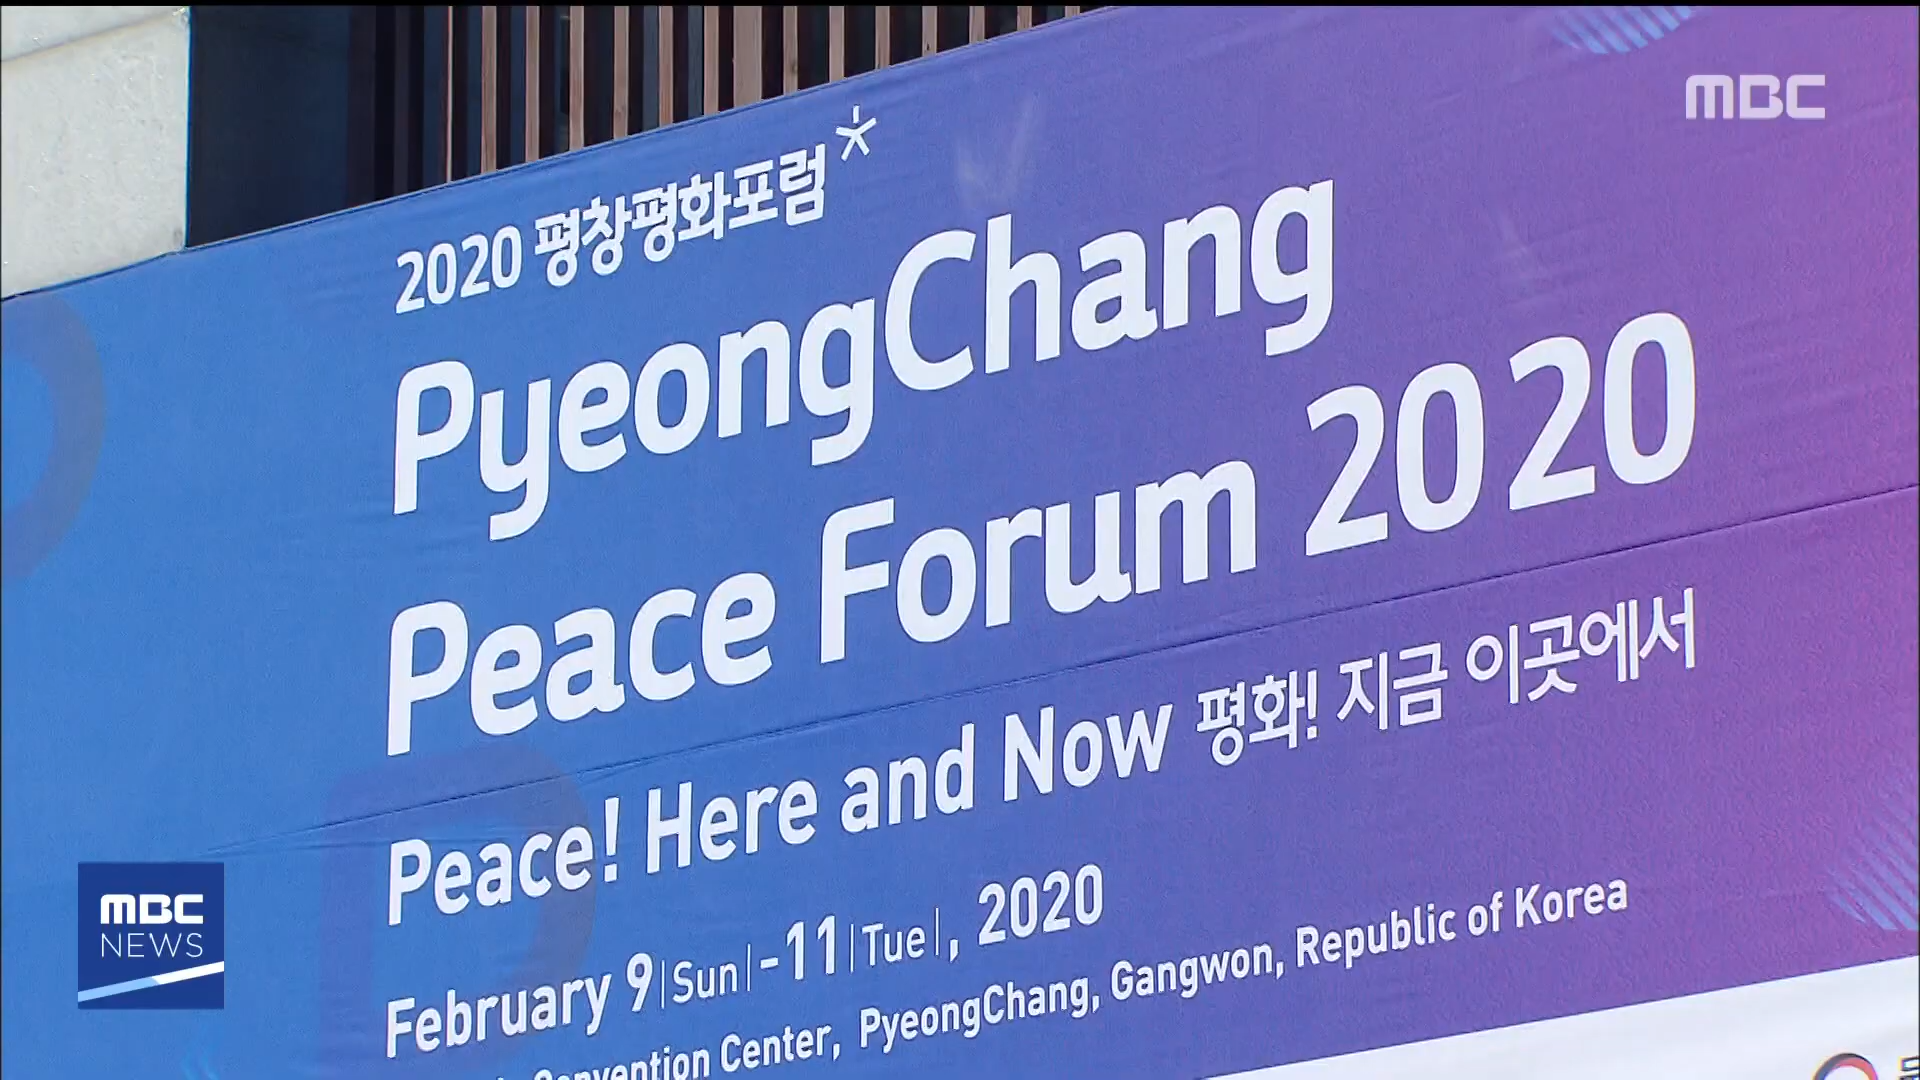 MBC
2020 평창평화포럼
PyeongChang
Peace Forum 2020
Peace! Here and Now 평화! 지금 이곳에서
February 9|Sun|-11|Tue|, 2020
Convention Center, PyeongChang, Gangwon, Republic of Korea
MBC
NEWS